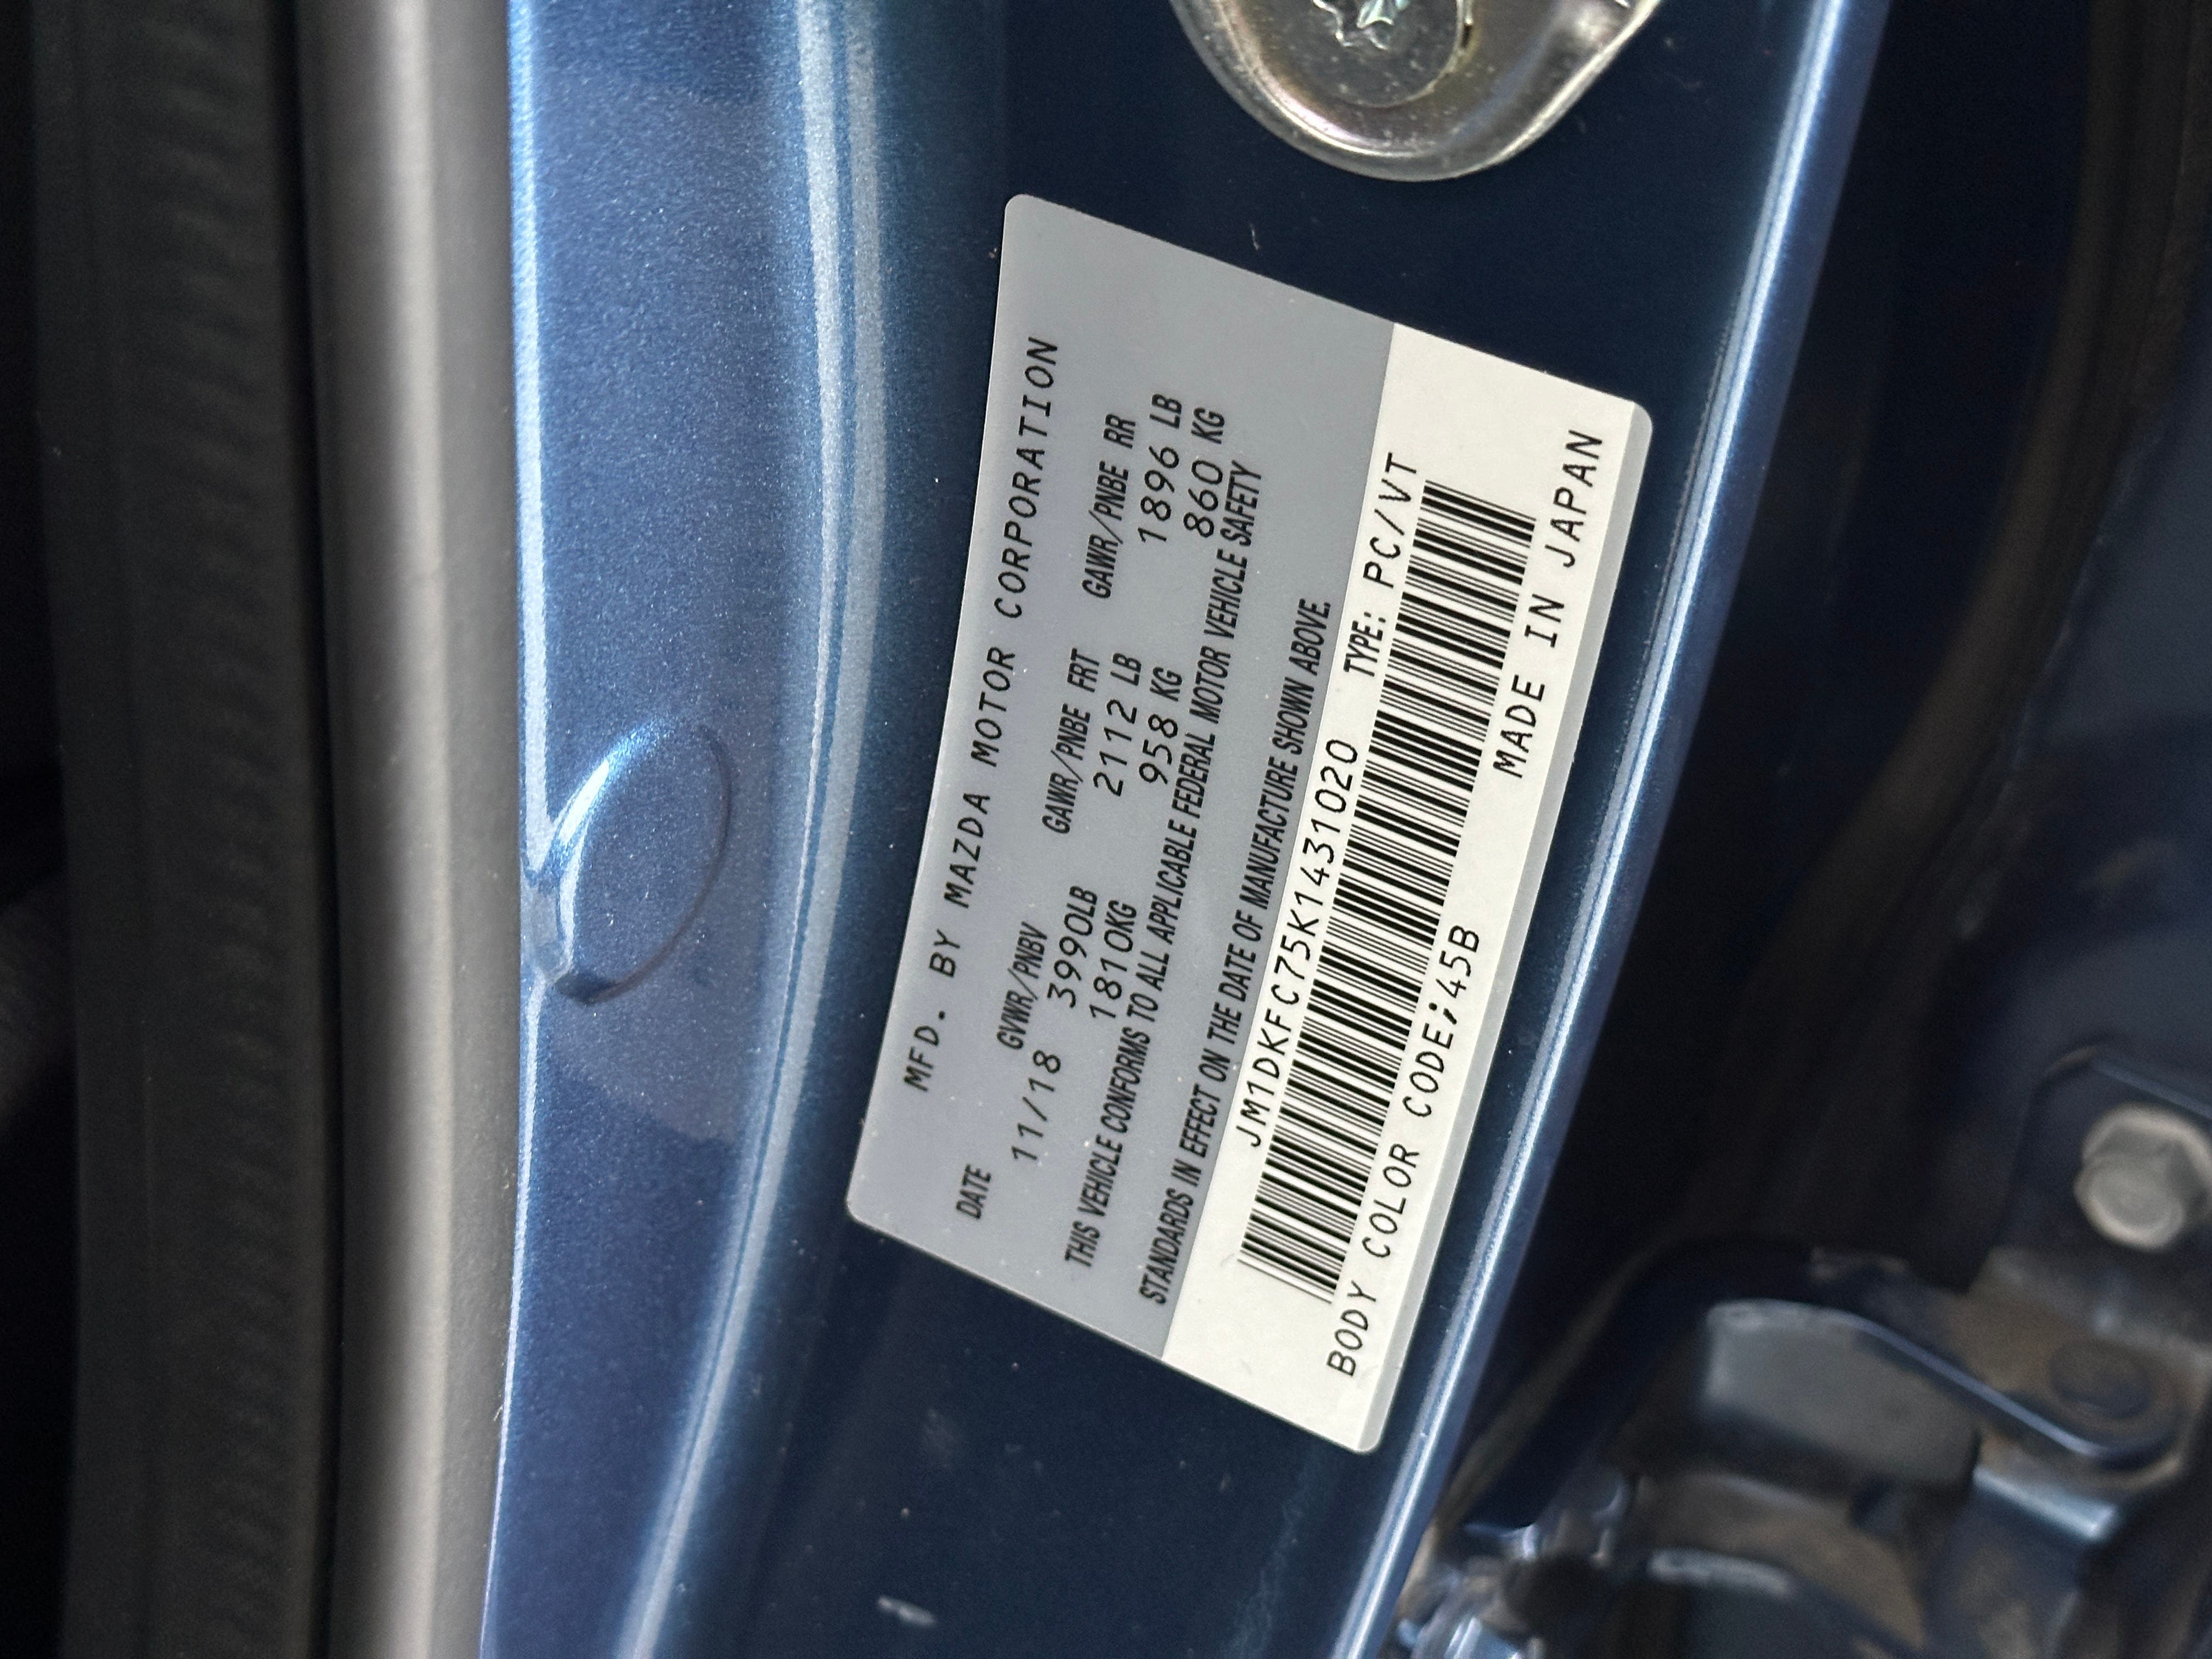 MFD. BY MAZDA MOTOR CORPORATION
DATE GVWR/PNBV GAWR/PNBE FRT GAWR/PNBE RR
11/18 3990LB 2112 LB 1896 LB
1810KG 958 KG 860 KG
THIS VEHICLE CONFORMS TO ALL APPLICABLE FEDERAL MOTOR VEHICLE SAFETY
STANDARDS IN EFFECT ON THE DATE OF MANUFACTURE SHOWN ABOVE.
JM1DKFC75K1431020 TYPE: PC/VT
BODY COLOR CODE;45B MADE IN JAPAN